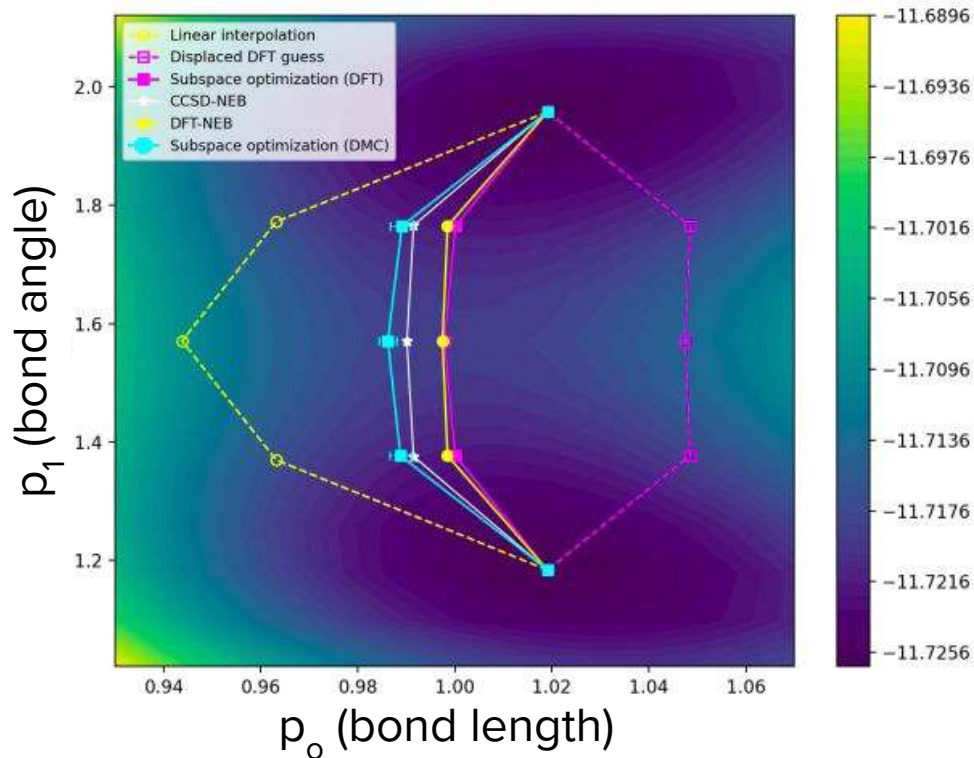 Linear interpolation
Displaced DFT guess
Subspace optimization (DFT)
CCSD-NEB
DFT-NEB
Subspace optimization (DMC)
2.0
1.8
1.6
1.4
1.2
p₁ (bond angle)
0.94 0.96 0.98 1.00 1.02 1.04 1.06
pₒ (bond length)
−11.6896
−11.6936
−11.6976
−11.7016
−11.7056
−11.7096
−11.7136
−11.7176
−11.7216
−11.7256